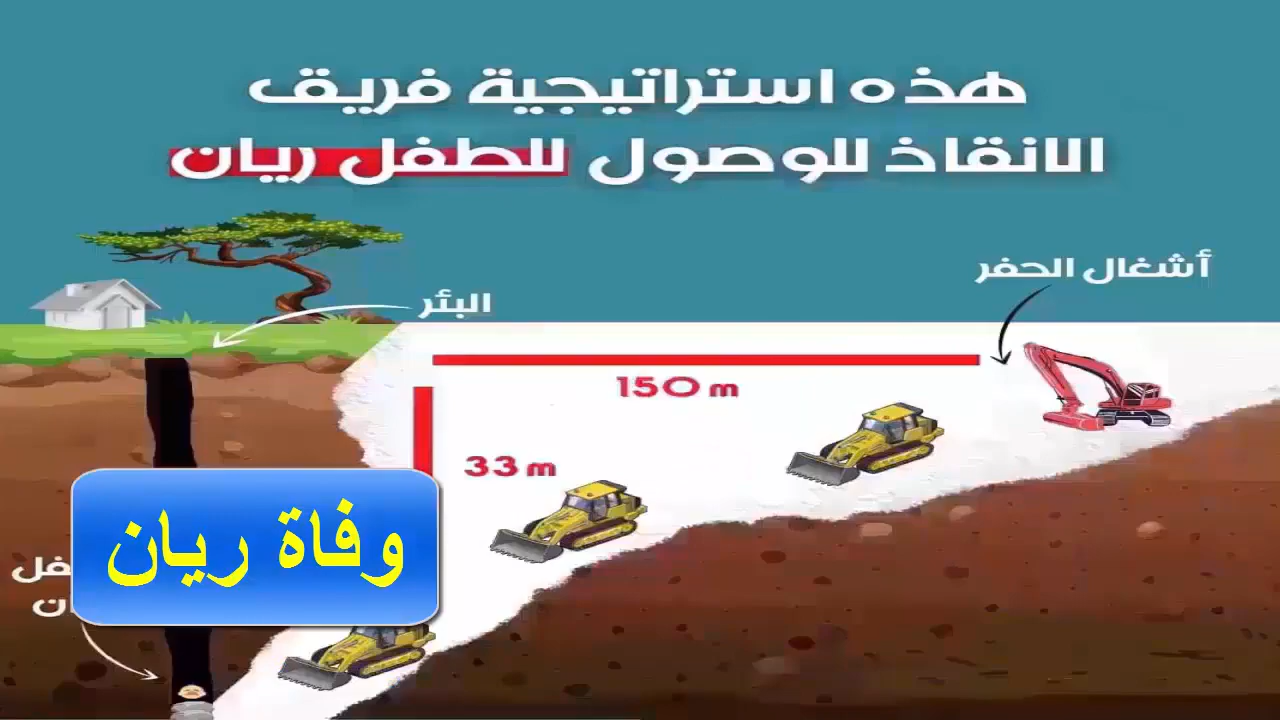 هذه استراتيجية فريق
الانقاذ للوصول للطفل ريان
أشغال الحفر
البئر
150 m
33 m
وفاة ريان